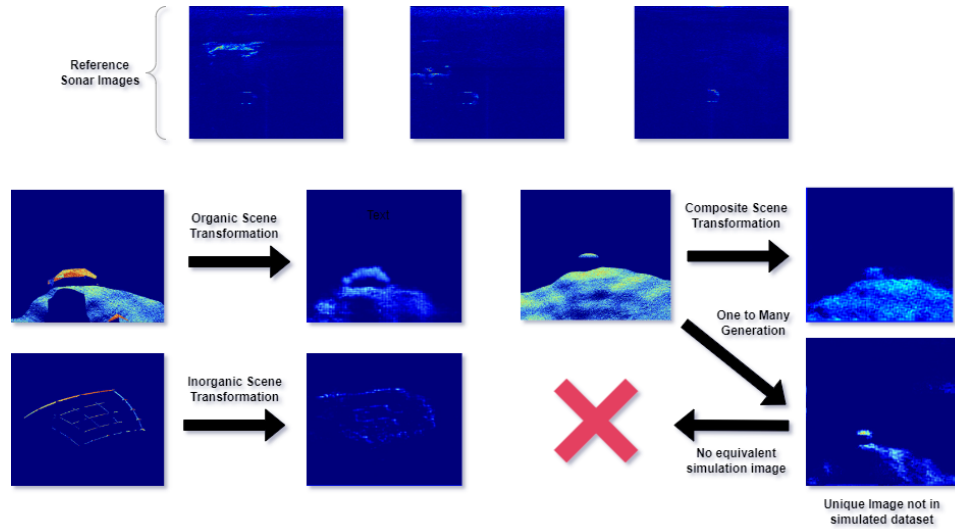 Reference
Sonar Images
Organic Scene
Transformation
Text
Composite Scene
Transformation
One to Many
Generation
Inorganic Scene
Transformation
No equivalent
simulation image
Unique Image not in
simulated dataset